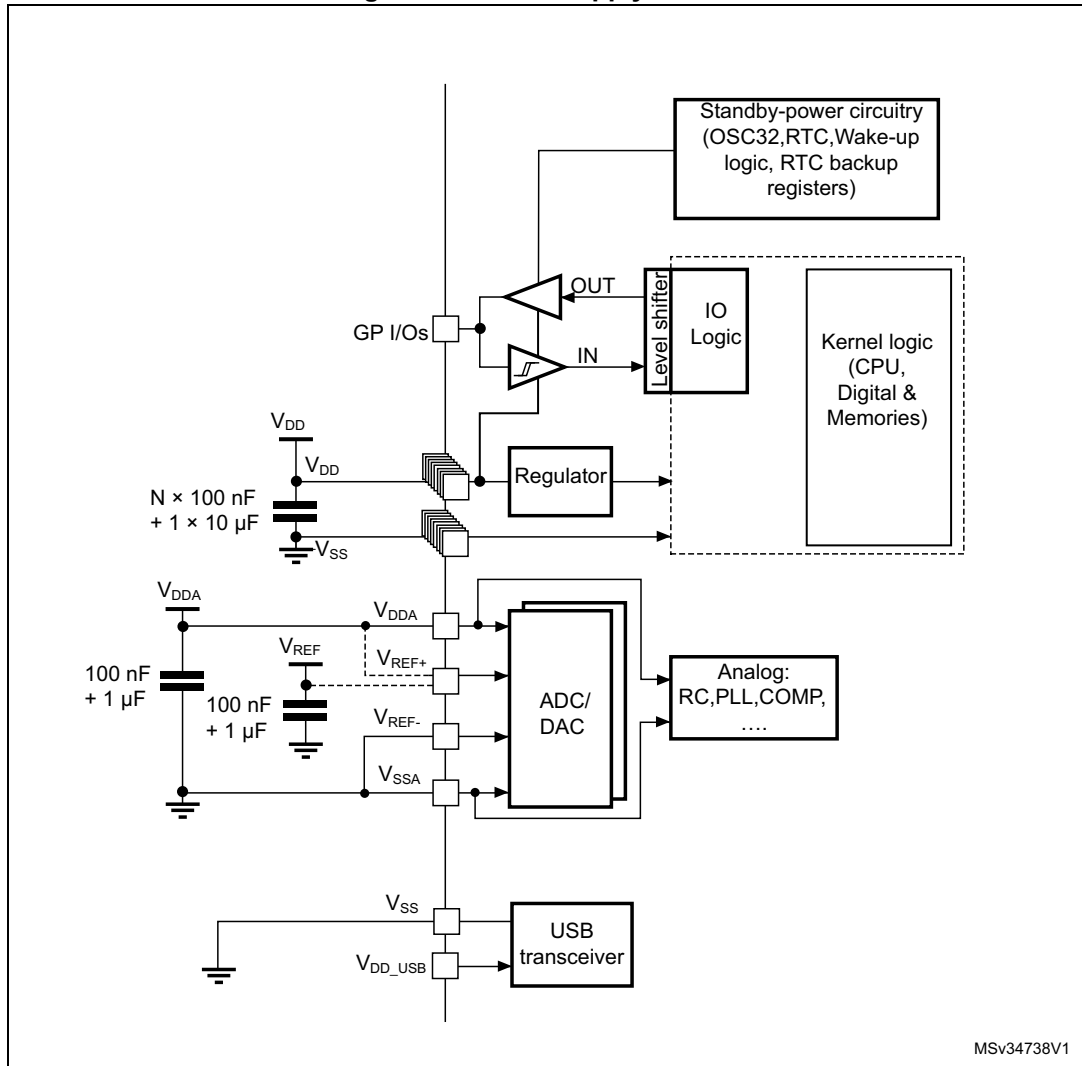 Standby-power circuitry
(OSC32,RTC,Wake-up
logic, RTC backup
registers)
OUT
Level shifter
IO
Logic
GP I/Os
IN
Kernel logic
(CPU,
Digital &
Memories)
VDD
VDD
Regulator
N × 100 nF
+ 1 × 10 µF
VSS
VDDA
VDDA
VREF
VREF+
100 nF
+ 1 µF
100 nF
+ 1 µF
ADC/
DAC
Analog:
RC,PLL,COMP,
....
VREF-
VSSA
VSS
USB
transceiver
VDD_USB
MSv34738V1